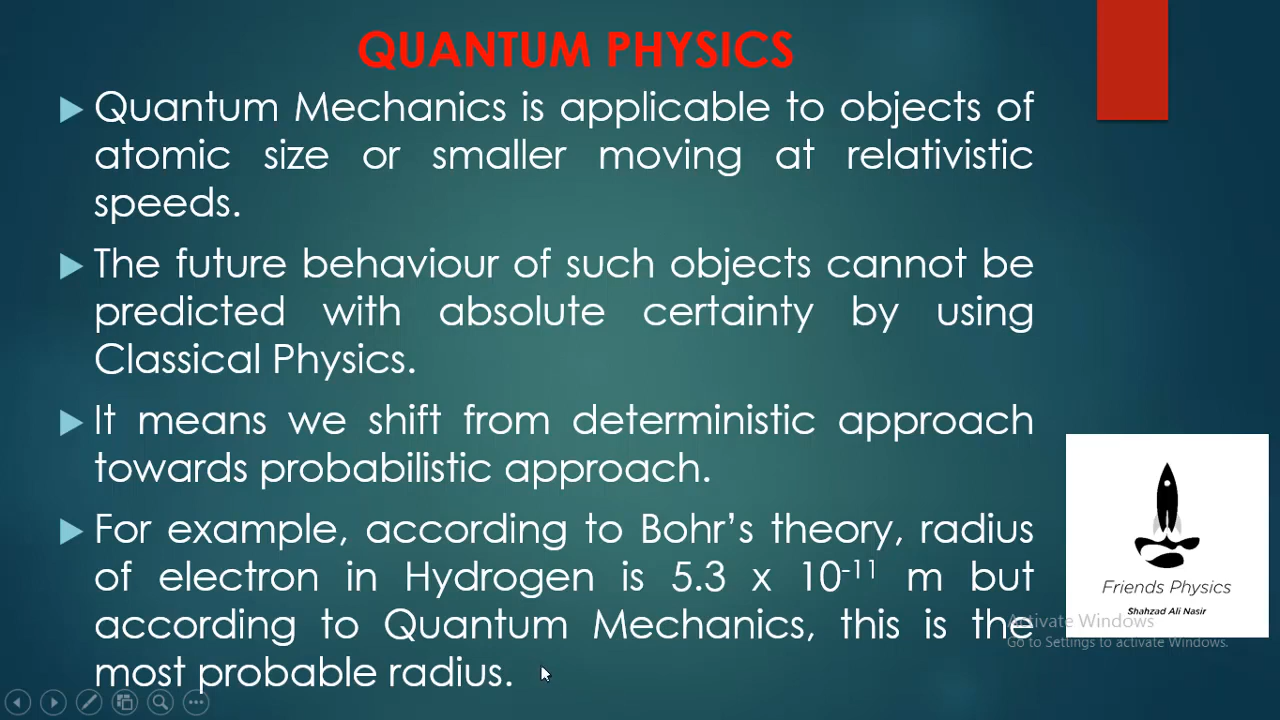 QUANTUM PHYSICS
Quantum Mechanics is applicable to objects of
atomic size or smaller moving at relativistic
speeds.
The future behaviour of such objects cannot be
predicted with absolute certainty by using
Classical Physics.
It means we shift from deterministic approach
towards probabilistic approach.
For example, according to Bohr’s theory, radius
of electron in Hydrogen is 5.3 x 10⁻¹¹ m but
according to Quantum Mechanics, this is the
most probable radius.
Friends Physics
Shahzad Ali Nasir
Activate Windows
Go to Settings to activate Windows.